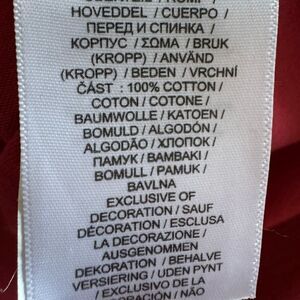 HOVEDDEL / CUERPO /
ПЕРЕД И СПИНКА /
КОРПУС / ΣΩΜΑ / BRUK
(KROPP) / ANVÄND
(KROPP) / BEDEN / VRCHNÍ
ČÁST : 100% COTTON /
COTON / COTONE /
BAUMWOLLE / KATOEN /
BOMULD / ALGODÓN /
ALGODÃO / ХЛОПОК /
ПАМУК / ΒΑΜΒΑΚΙ /
BOMULL / PAMUK /
BAVLNA
EXCLUSIVE OF
DECORATION / SAUF
DÉCORATION / ESCLUSA
LA DECORAZIONE /
AUSGENOMMEN
DEKORATION / BEHALVE
VERSIERING / UDEN PYNT
/ EXCLUSIVO DE LA
DECORACIÓN / NÃO